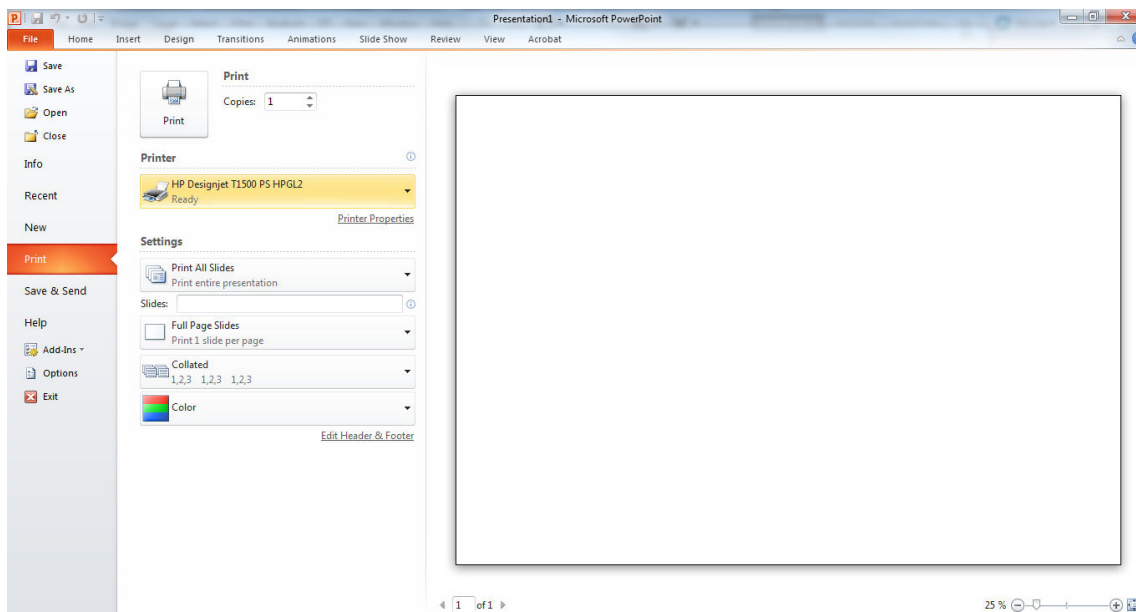 Presentation1 - Microsoft PowerPoint
File Home Insert Design Transitions Animations Slide Show Review View Acrobat
Save
Save As
Open
Close
Info
Recent
New
Print
Save & Send
Help
Add-Ins
Options
Exit
Print
Print
Copies: 1
Printer
HP Designjet T1500 PS HPGL2
Ready
Printer Properties
Settings
Print All Slides
Print entire presentation
Slides:
Full Page Slides
Print 1 slide per page
Collated
1,2,3 1,2,3 1,2,3
Color
Edit Header & Footer
1 of 1
25 %